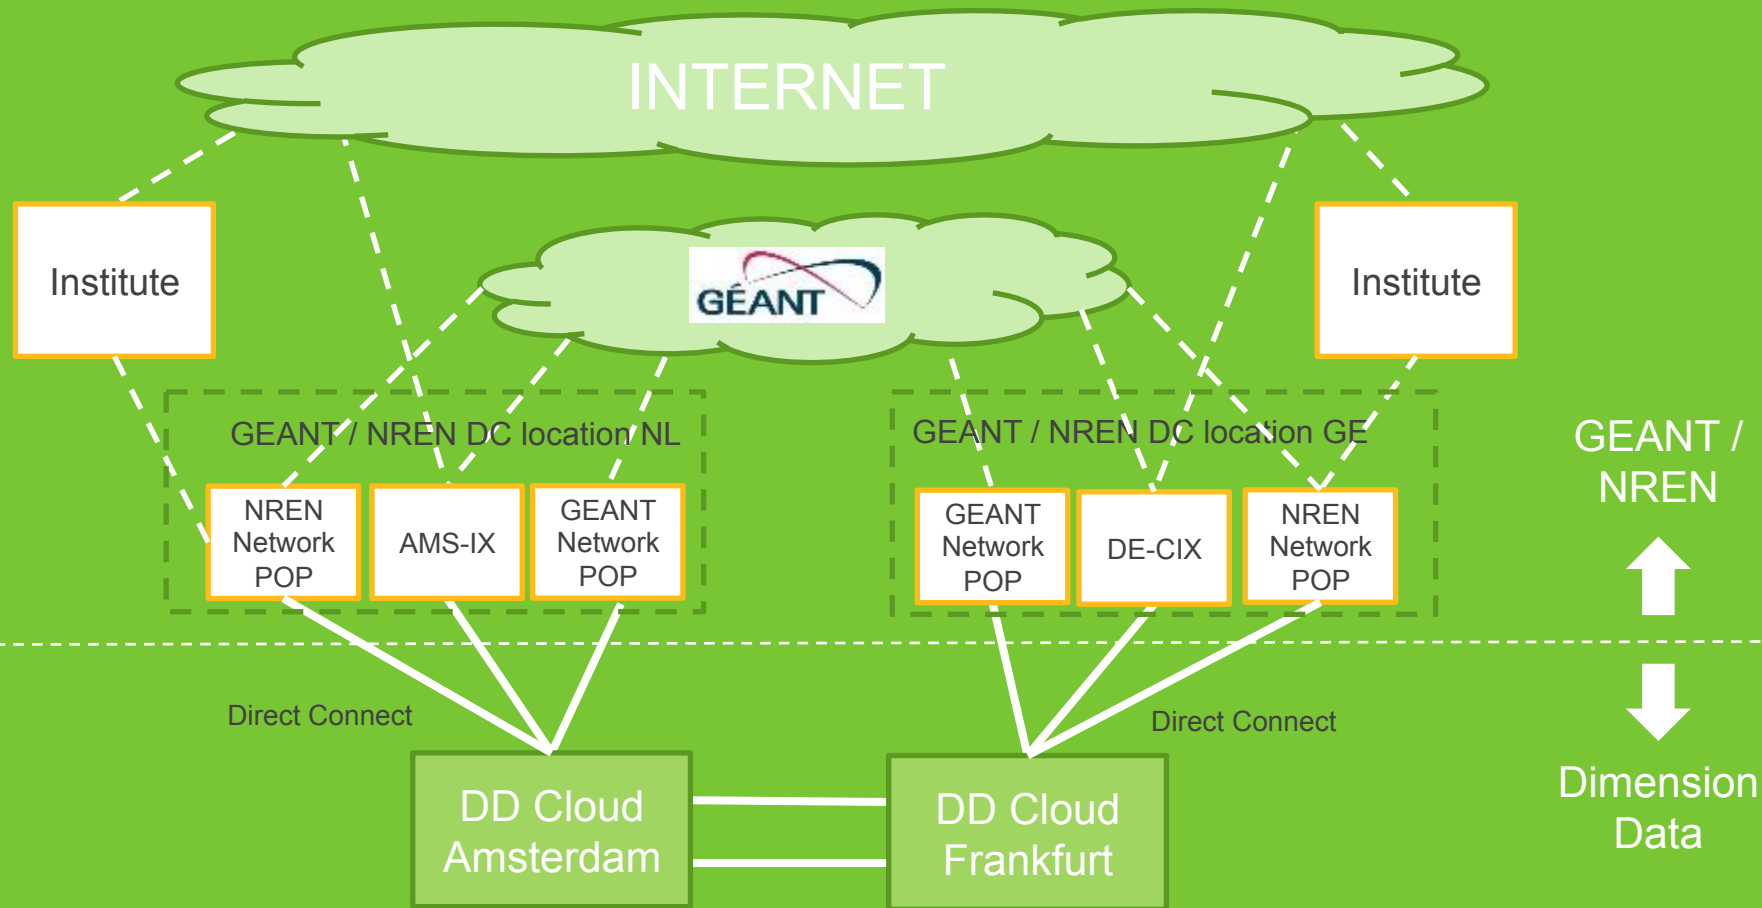 INTERNET
Institute
GÉANT
Institute
GEANT / NREN DC location NL
GEANT / NREN DC location GE
GEANT /
NREN
NREN
Network
POP
AMS-IX
GEANT
Network
POP
GEANT
Network
POP
DE-CIX
NREN
Network
POP
Direct Connect
Direct Connect
DD Cloud
Amsterdam
DD Cloud
Frankfurt
Dimension
Data